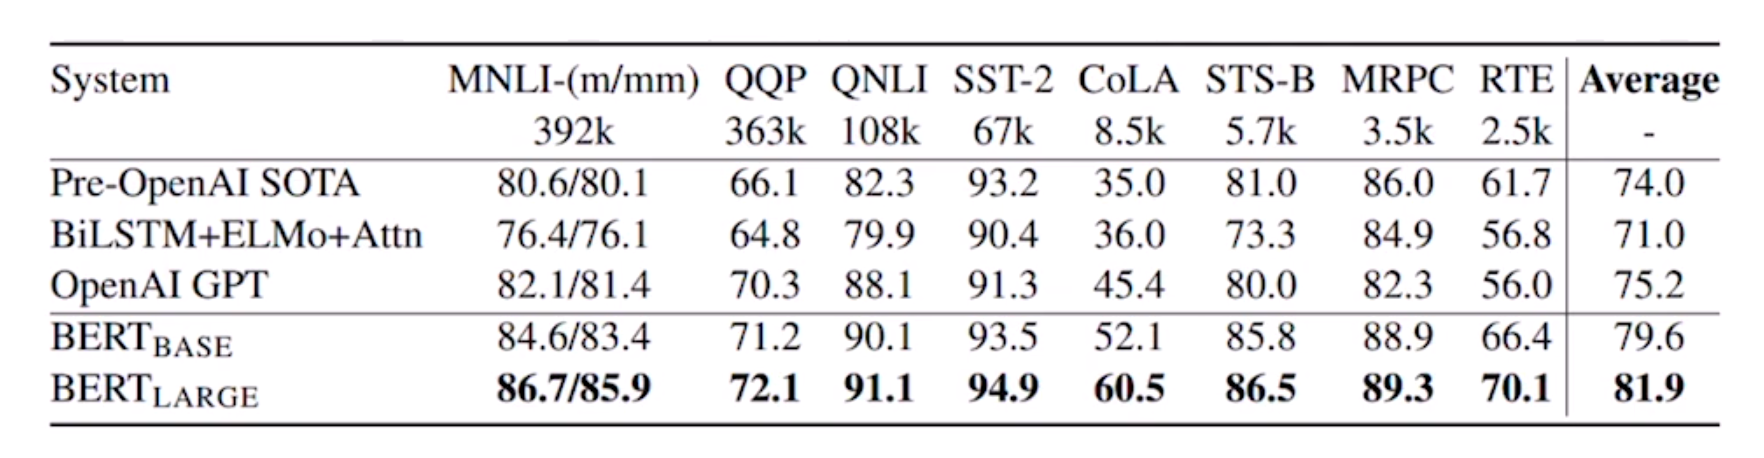 System MNLI-(m/mm) QQP QNLI SST-2 CoLA STS-B MRPC RTE Average
392k 363k 108k 67k 8.5k 5.7k 3.5k 2.5k -
Pre-OpenAI SOTA 80.6/80.1 66.1 82.3 93.2 35.0 81.0 86.0 61.7 74.0
BiLSTM+ELMo+Attn 76.4/76.1 64.8 79.9 90.4 36.0 73.3 84.9 56.8 71.0
OpenAI GPT 82.1/81.4 70.3 88.1 91.3 45.4 80.0 82.3 56.0 75.2
BERTBASE 84.6/83.4 71.2 90.1 93.5 52.1 85.8 88.9 66.4 79.6
BERTLARGE 86.7/85.9 72.1 91.1 94.9 60.5 86.5 89.3 70.1 81.9